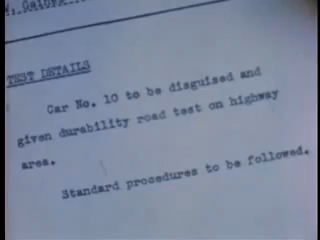 TEST DETAILS
Car No. 10 to be disguised and
given durability road test on highway
area.
Standard procedures to be followed.